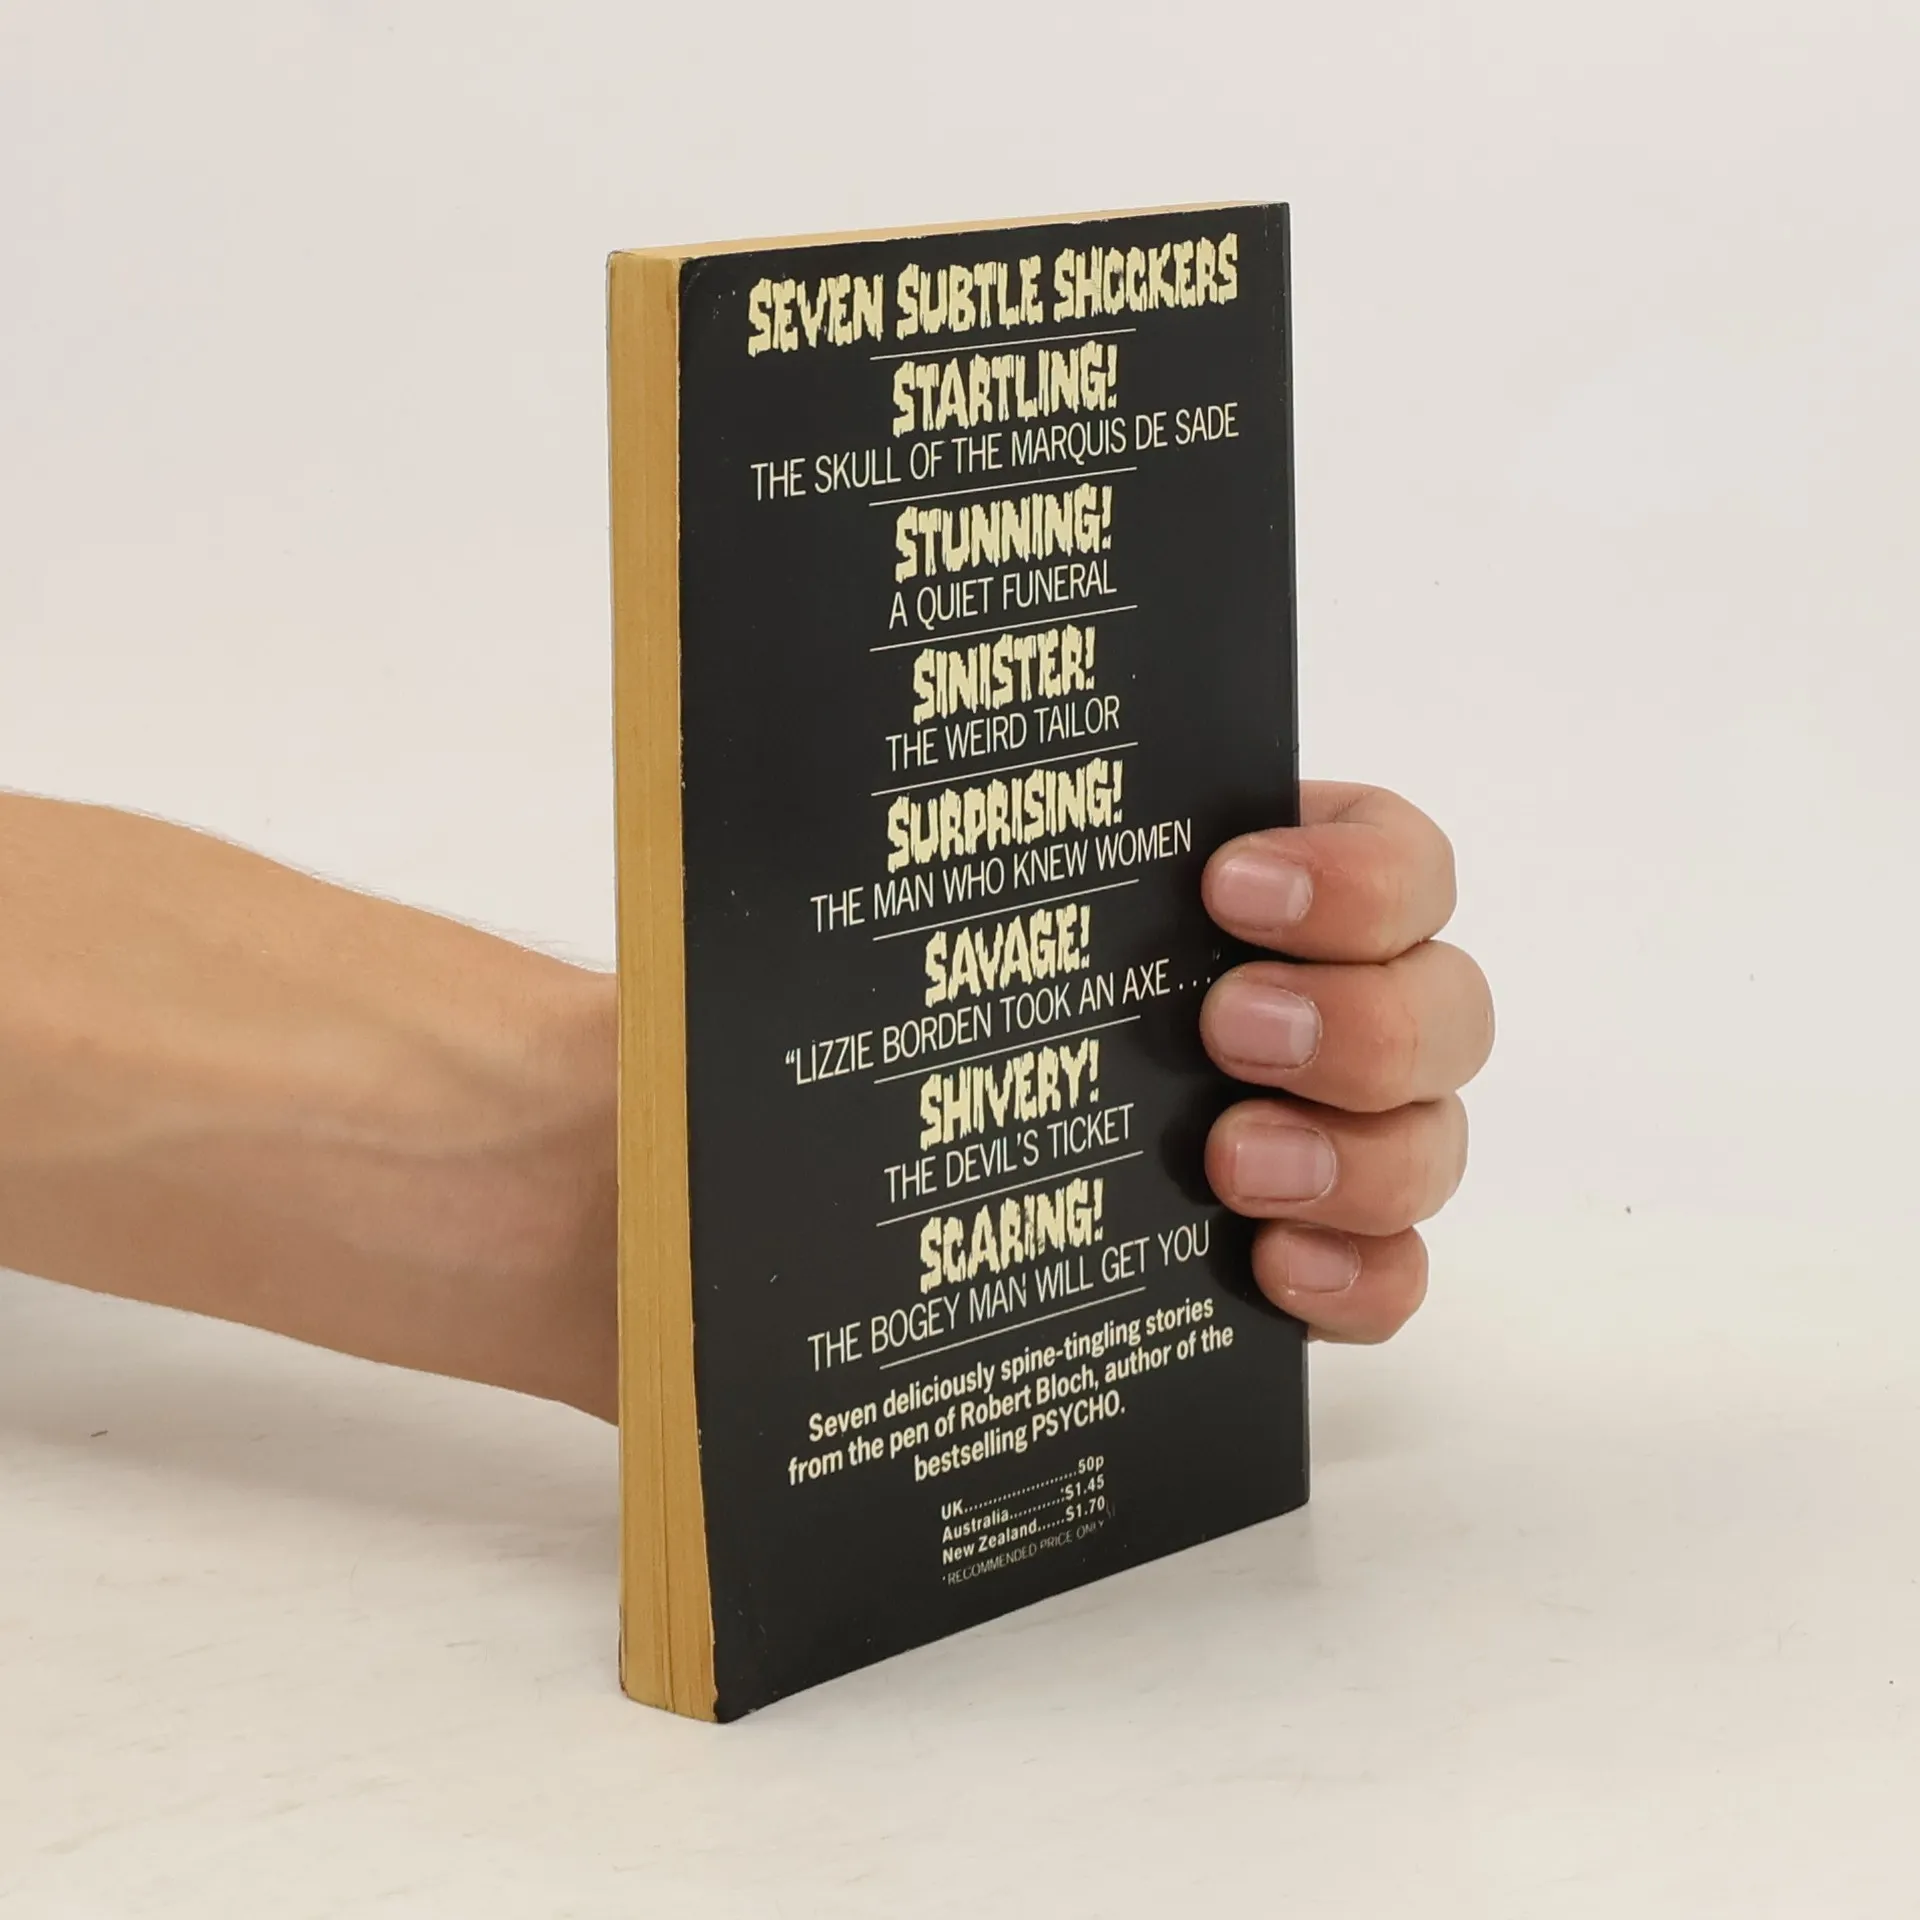 SEVEN SUBTLE SHOCKERS
STARTLING!
THE SKULL OF THE MARQUIS DE SADE
STUNNING!
A QUIET FUNERAL
SINISTER!
THE WEIRD TAILOR
SURPRISING!
THE MAN WHO KNEW WOMEN
SAVAGE!
“LIZZIE BORDEN TOOK AN AXE . . .”
SHIVERY!
THE DEVIL'S TICKET
SCARING!
THE BOGEY MAN WILL GET YOU
Seven deliciously spine-tingling stories
from the pen of Robert Bloch, author of the
bestselling PSYCHO.
UK........................50p
Australia............*$1.45
New Zealand......$1.70
*RECOMMENDED PRICE ONLY